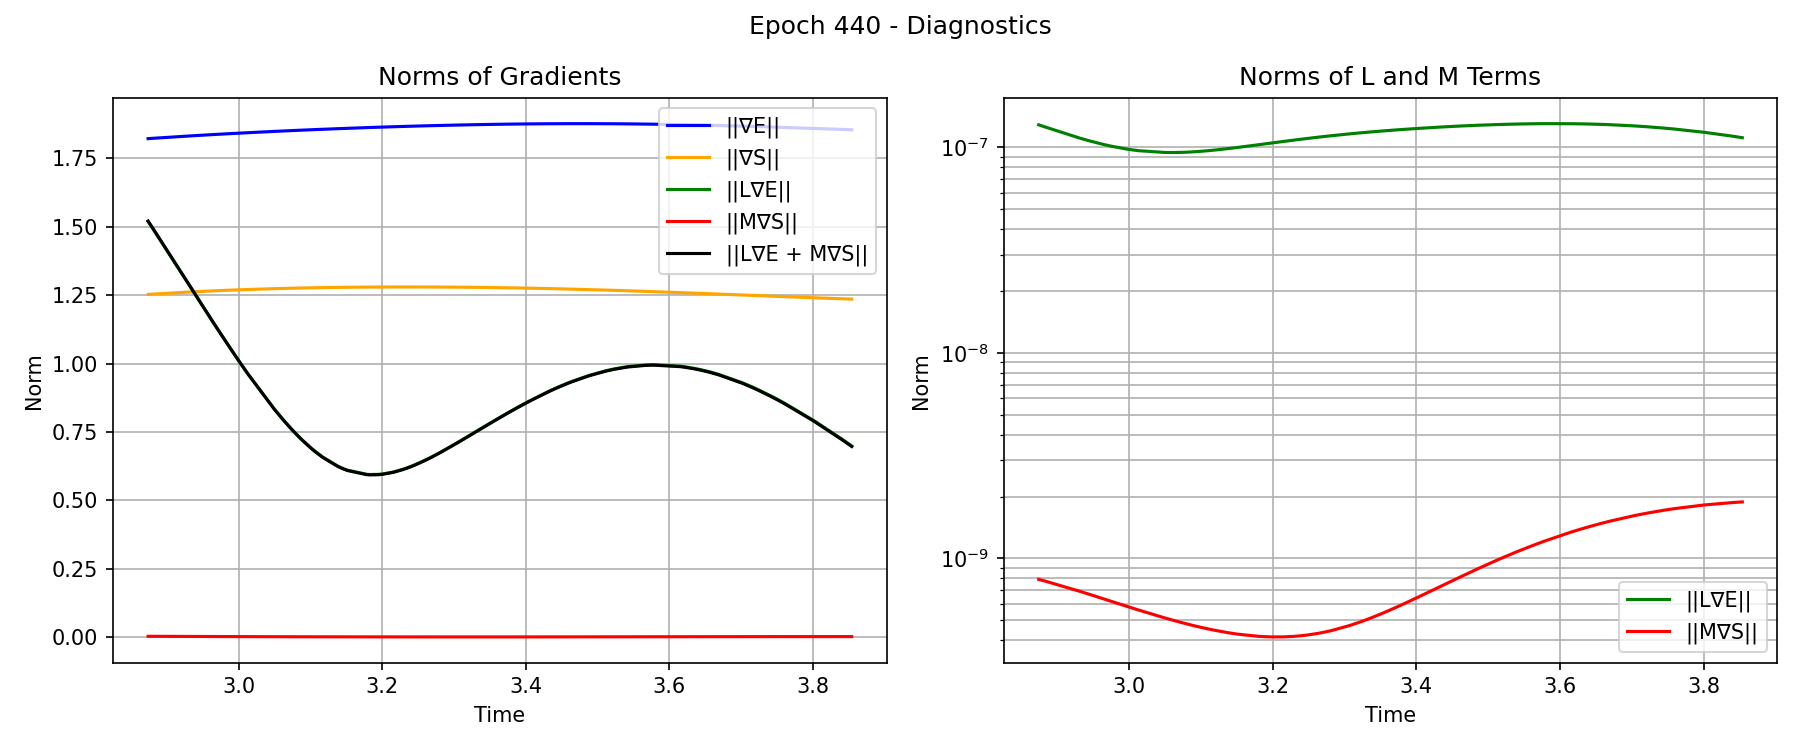 Epoch 440 - Diagnostics
Norms of Gradients
Norm
1.75
1.50
1.25
1.00
0.75
0.50
0.25
0.00
||∇E||
||∇S||
||L∇E||
||M∇S||
||L∇E + M∇S||
3.0 3.2 3.4 3.6 3.8
Time
Norms of L and M Terms
Norm
10⁻⁷
10⁻⁸
10⁻⁹
||L∇E||
||M∇S||
3.0 3.2 3.4 3.6 3.8
Time